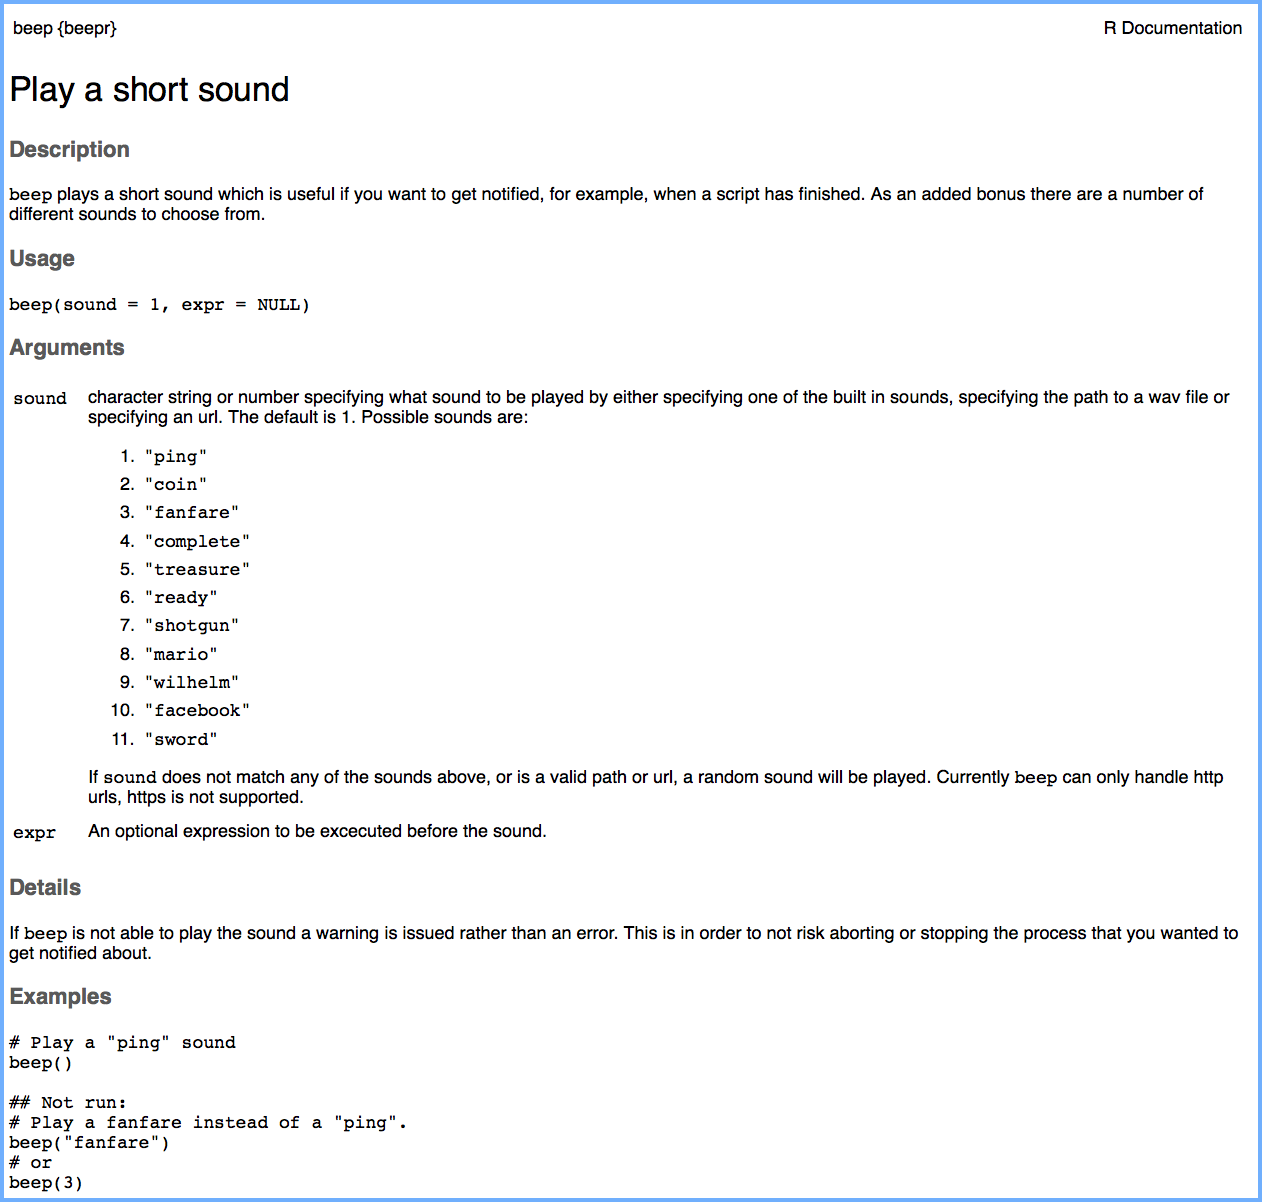 beep {beepr}
R Documentation
Play a short sound
Description
beep plays a short sound which is useful if you want to get notified, for example, when a script has finished. As an added bonus there are a number of
different sounds to choose from.
Usage
beep(sound = 1, expr = NULL)
Arguments
sound character string or number specifying what sound to be played by either specifying one of the built in sounds, specifying the path to a wav file or
specifying an url. The default is 1. Possible sounds are:
1. "ping"
2. "coin"
3. "fanfare"
4. "complete"
5. "treasure"
6. "ready"
7. "shotgun"
8. "mario"
9. "wilhelm"
10. "facebook"
11. "sword"
If sound does not match any of the sounds above, or is a valid path or url, a random sound will be played. Currently beep can only handle http
urls, https is not supported.
expr An optional expression to be excecuted before the sound.
Details
If beep is not able to play the sound a warning is issued rather than an error. This is in order to not risk aborting or stopping the process that you wanted to
get notified about.
Examples
# Play a "ping" sound
beep()
## Not run:
# Play a fanfare instead of a "ping".
beep("fanfare")
# or
beep(3)